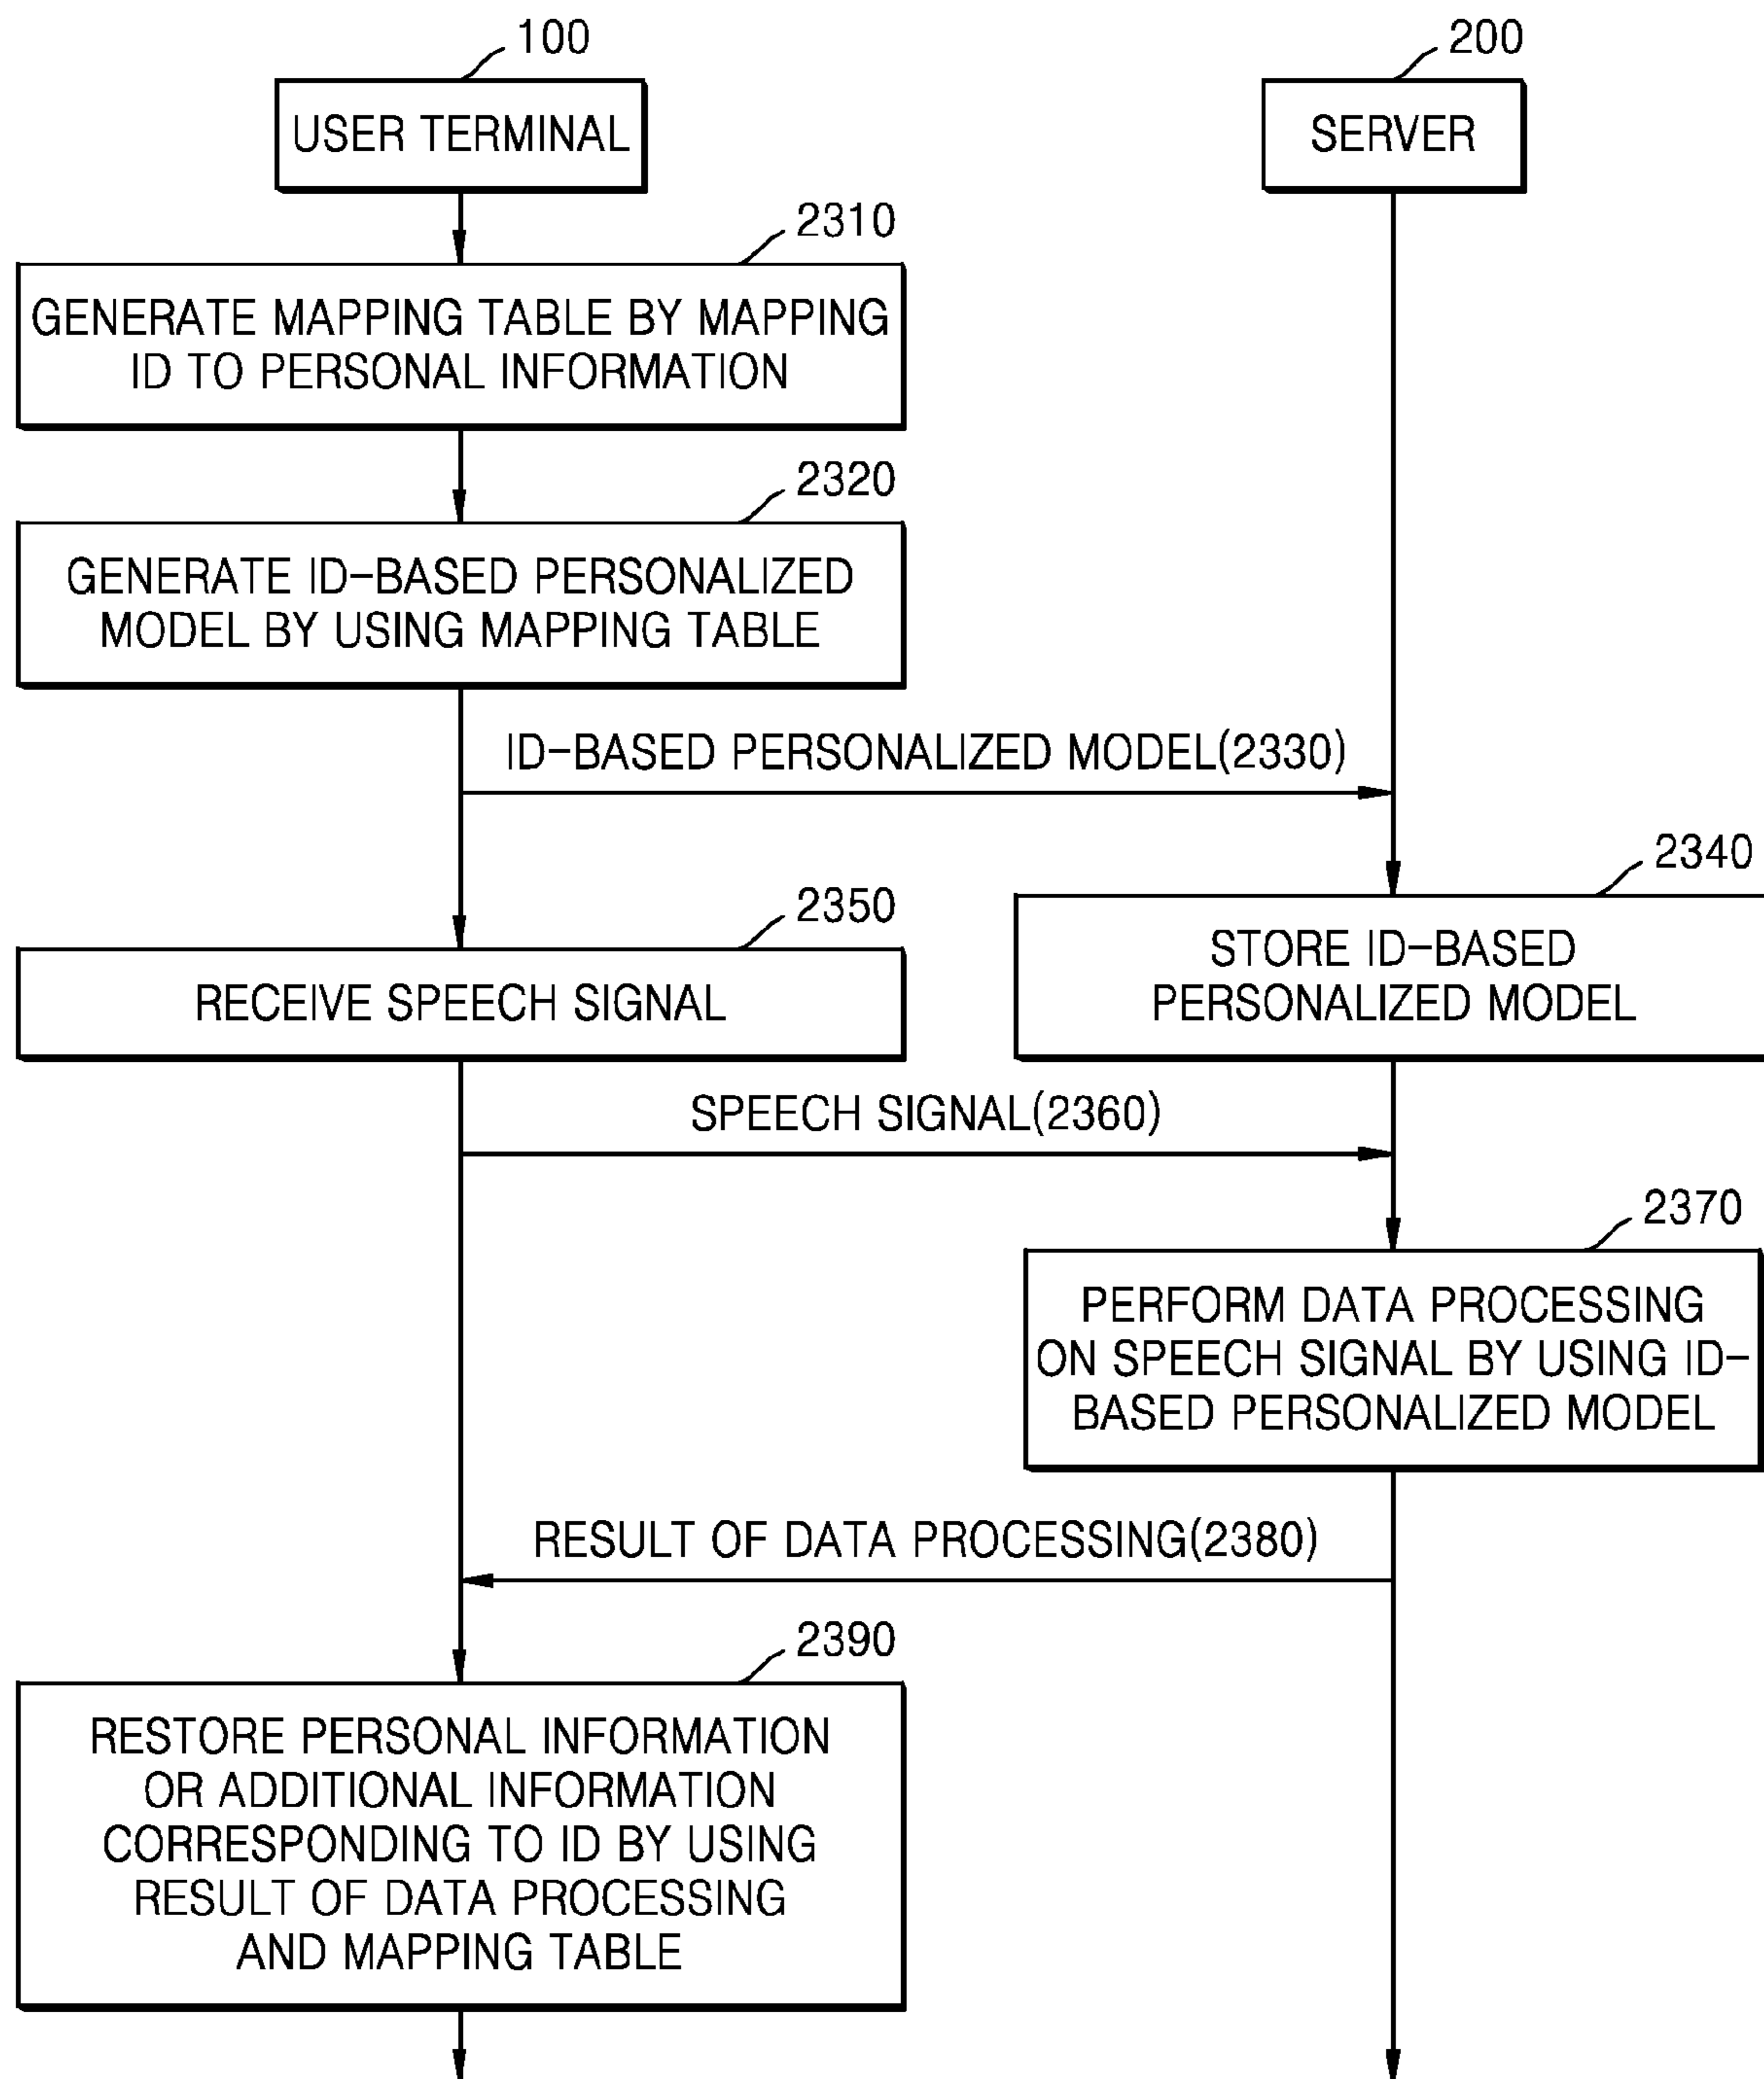 100
200
USER TERMINAL
SERVER
2310
GENERATE MAPPING TABLE BY MAPPING
ID TO PERSONAL INFORMATION
2320
GENERATE ID-BASED PERSONALIZED
MODEL BY USING MAPPING TABLE
ID-BASED PERSONALIZED MODEL(2330)
2340
STORE ID-BASED
PERSONALIZED MODEL
2350
RECEIVE SPEECH SIGNAL
SPEECH SIGNAL(2360)
2370
PERFORM DATA PROCESSING
ON SPEECH SIGNAL BY USING ID-
BASED PERSONALIZED MODEL
RESULT OF DATA PROCESSING(2380)
2390
RESTORE PERSONAL INFORMATION
OR ADDITIONAL INFORMATION
CORRESPONDING TO ID BY USING
RESULT OF DATA PROCESSING
AND MAPPING TABLE